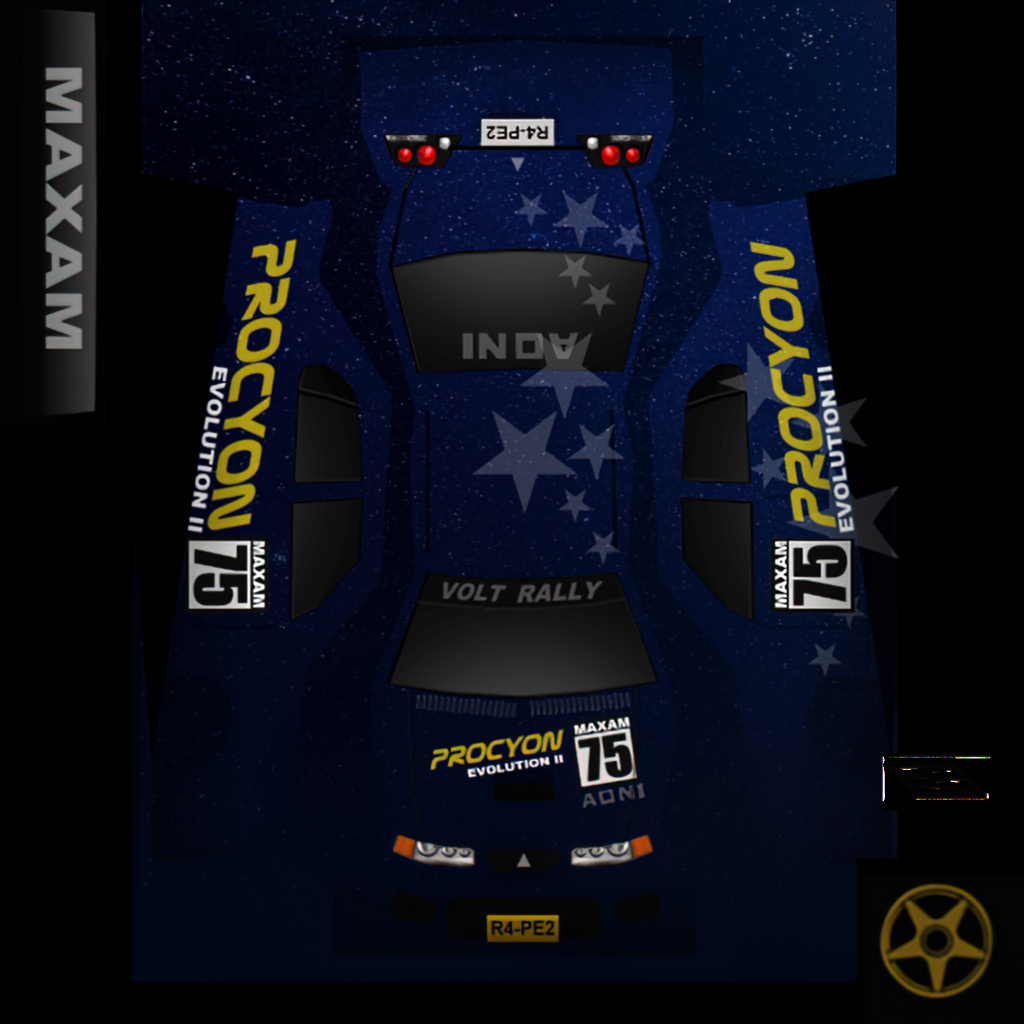 MAXAM
R4-PE2
AONI
PROCYON
EVOLUTION II
75
MAXAM
PROCYON
EVOLUTION II
MAXAM
75
VOLT RALLY
PROCYON
EVOLUTION II
MAXAM
75
AONI
R4-PE2